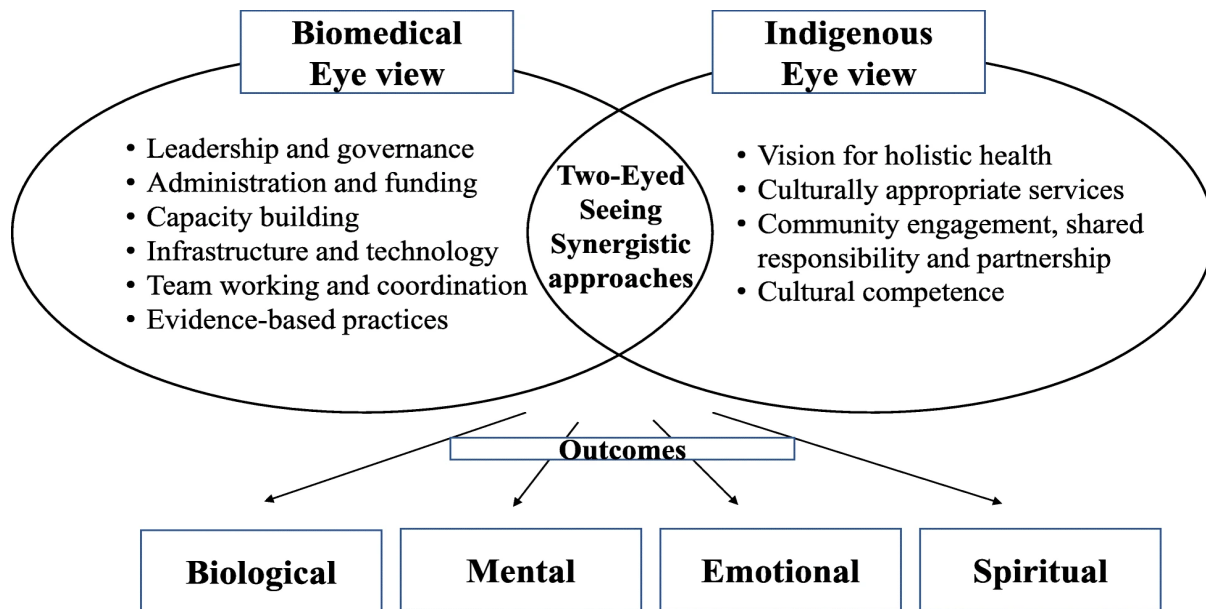 Biomedical
Eye view
Indigenous
Eye view
• Leadership and governance
• Administration and funding
• Capacity building
• Infrastructure and technology
• Team working and coordination
• Evidence-based practices
Two-Eyed
Seeing
Synergistic
approaches
• Vision for holistic health
• Culturally appropriate services
• Community engagement, shared
responsibility and partnership
• Cultural competence
Outcomes
Biological
Mental
Emotional
Spiritual